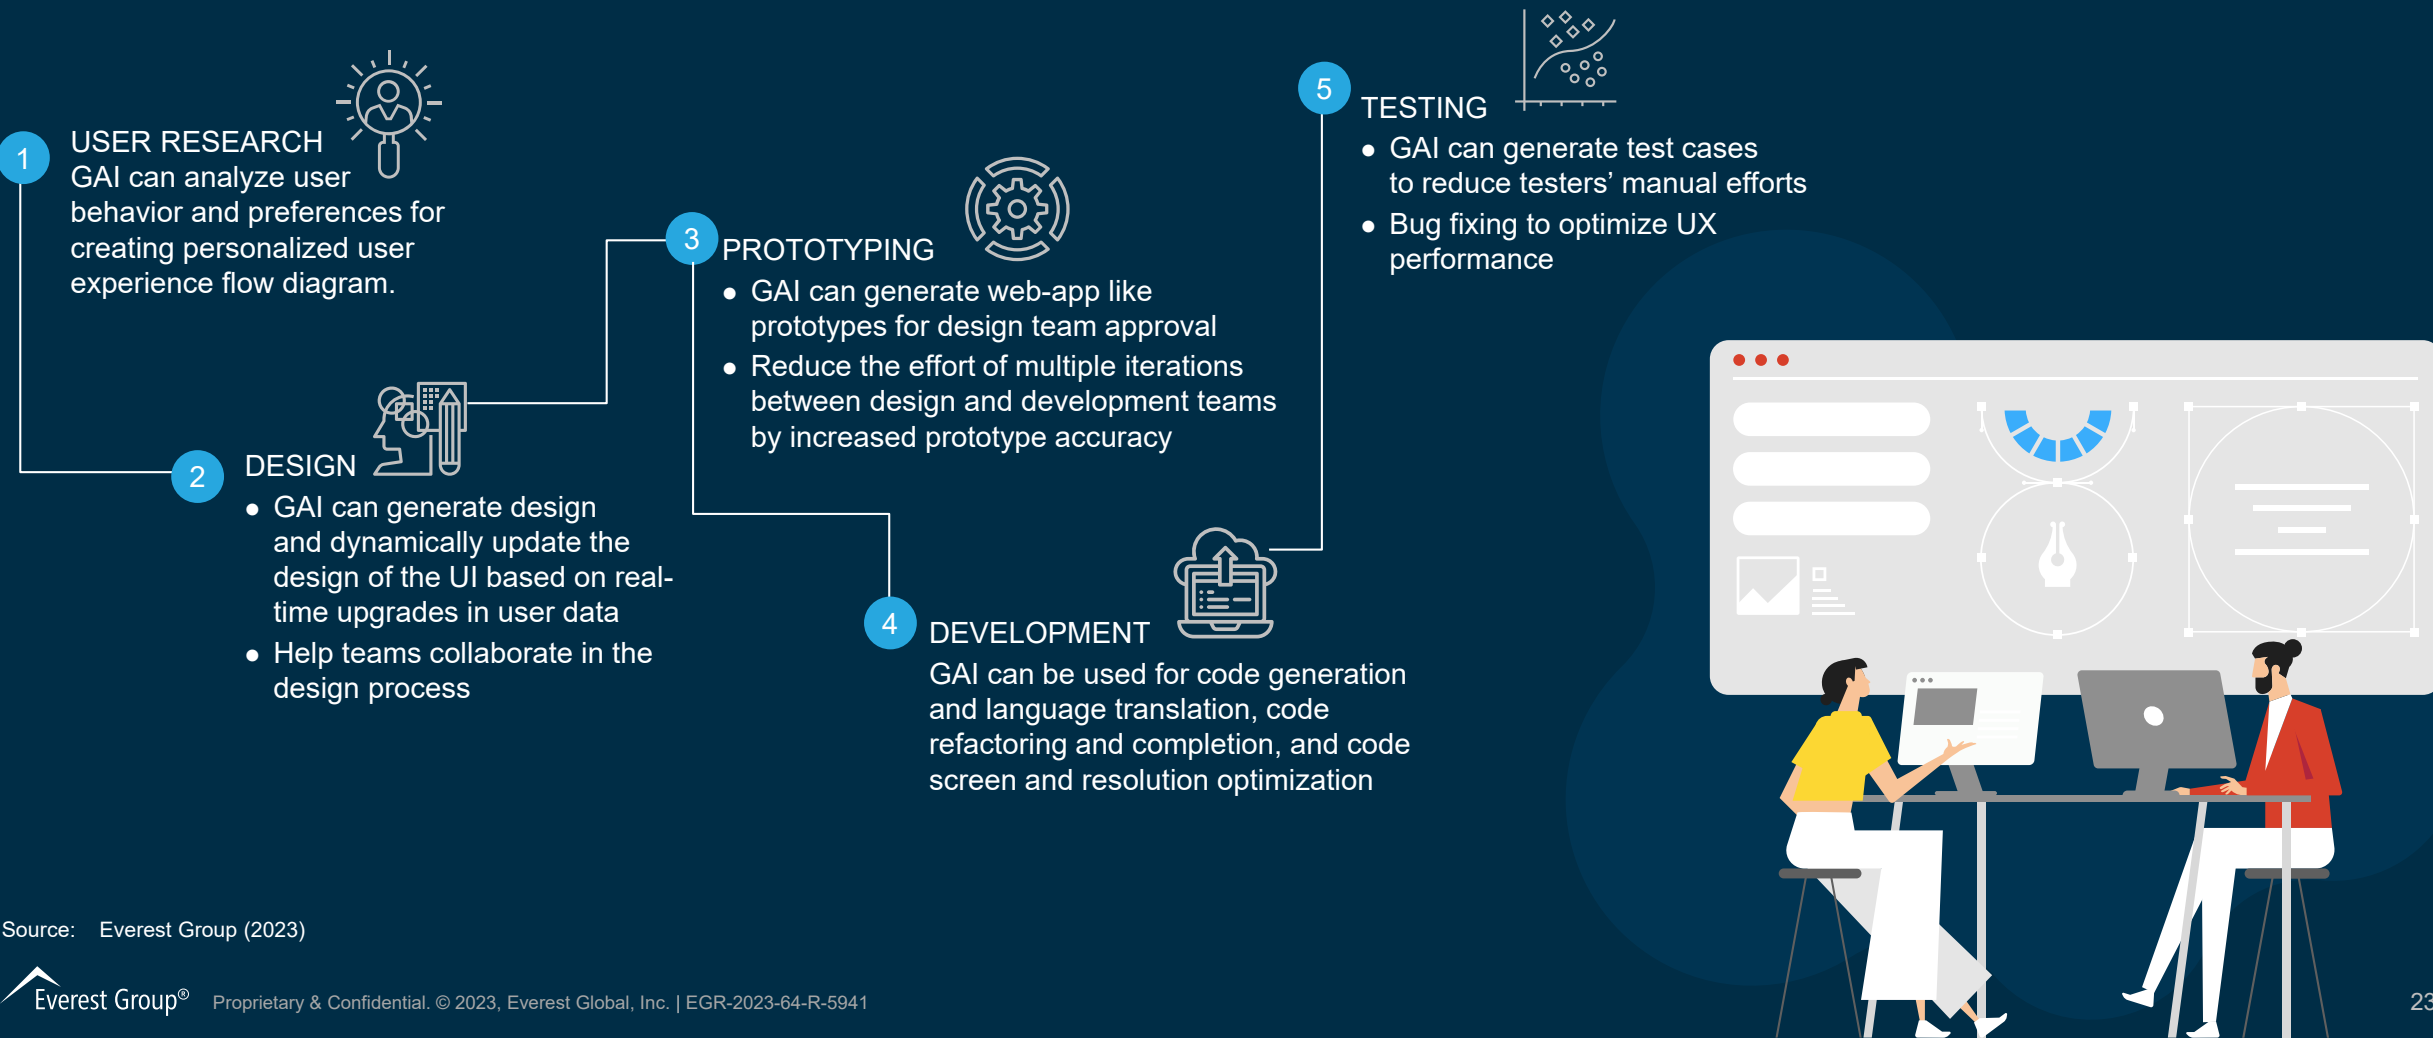 1
USER RESEARCH
GAI can analyze user
behavior and preferences for
creating personalized user
experience flow diagram.
2
DESIGN
● GAI can generate design
and dynamically update the
design of the UI based on real-
time upgrades in user data
● Help teams collaborate in the
design process
3
PROTOTYPING
● GAI can generate web-app like
prototypes for design team approval
● Reduce the effort of multiple iterations
between design and development teams
by increased prototype accuracy
4
DEVELOPMENT
GAI can be used for code generation
and language translation, code
refactoring and completion, and code
screen and resolution optimization
5
TESTING
● GAI can generate test cases
to reduce testers’ manual efforts
● Bug fixing to optimize UX
performance
Source: Everest Group (2023)
Everest Group®
Proprietary & Confidential. © 2023, Everest Global, Inc. | EGR-2023-64-R-5941
23